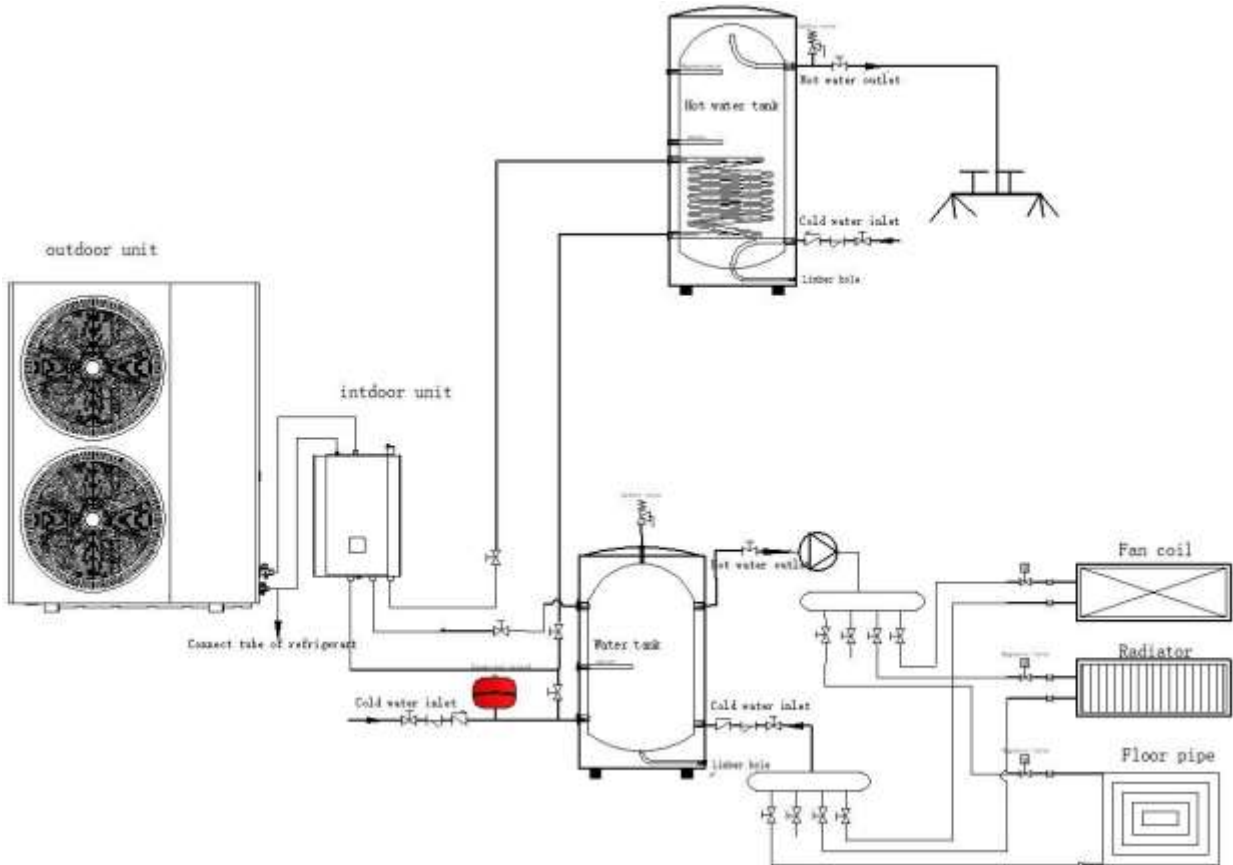 Hot water outlet
Hot water tank
Cold water inlet
outdoor unit
Limber hole
intdoor unit
Hot water outlet
Fan coil
Connect tube of refrigerant
Water tank
Radiator
Cold water inlet
Cold water inlet
Floor pipe
Limber hole